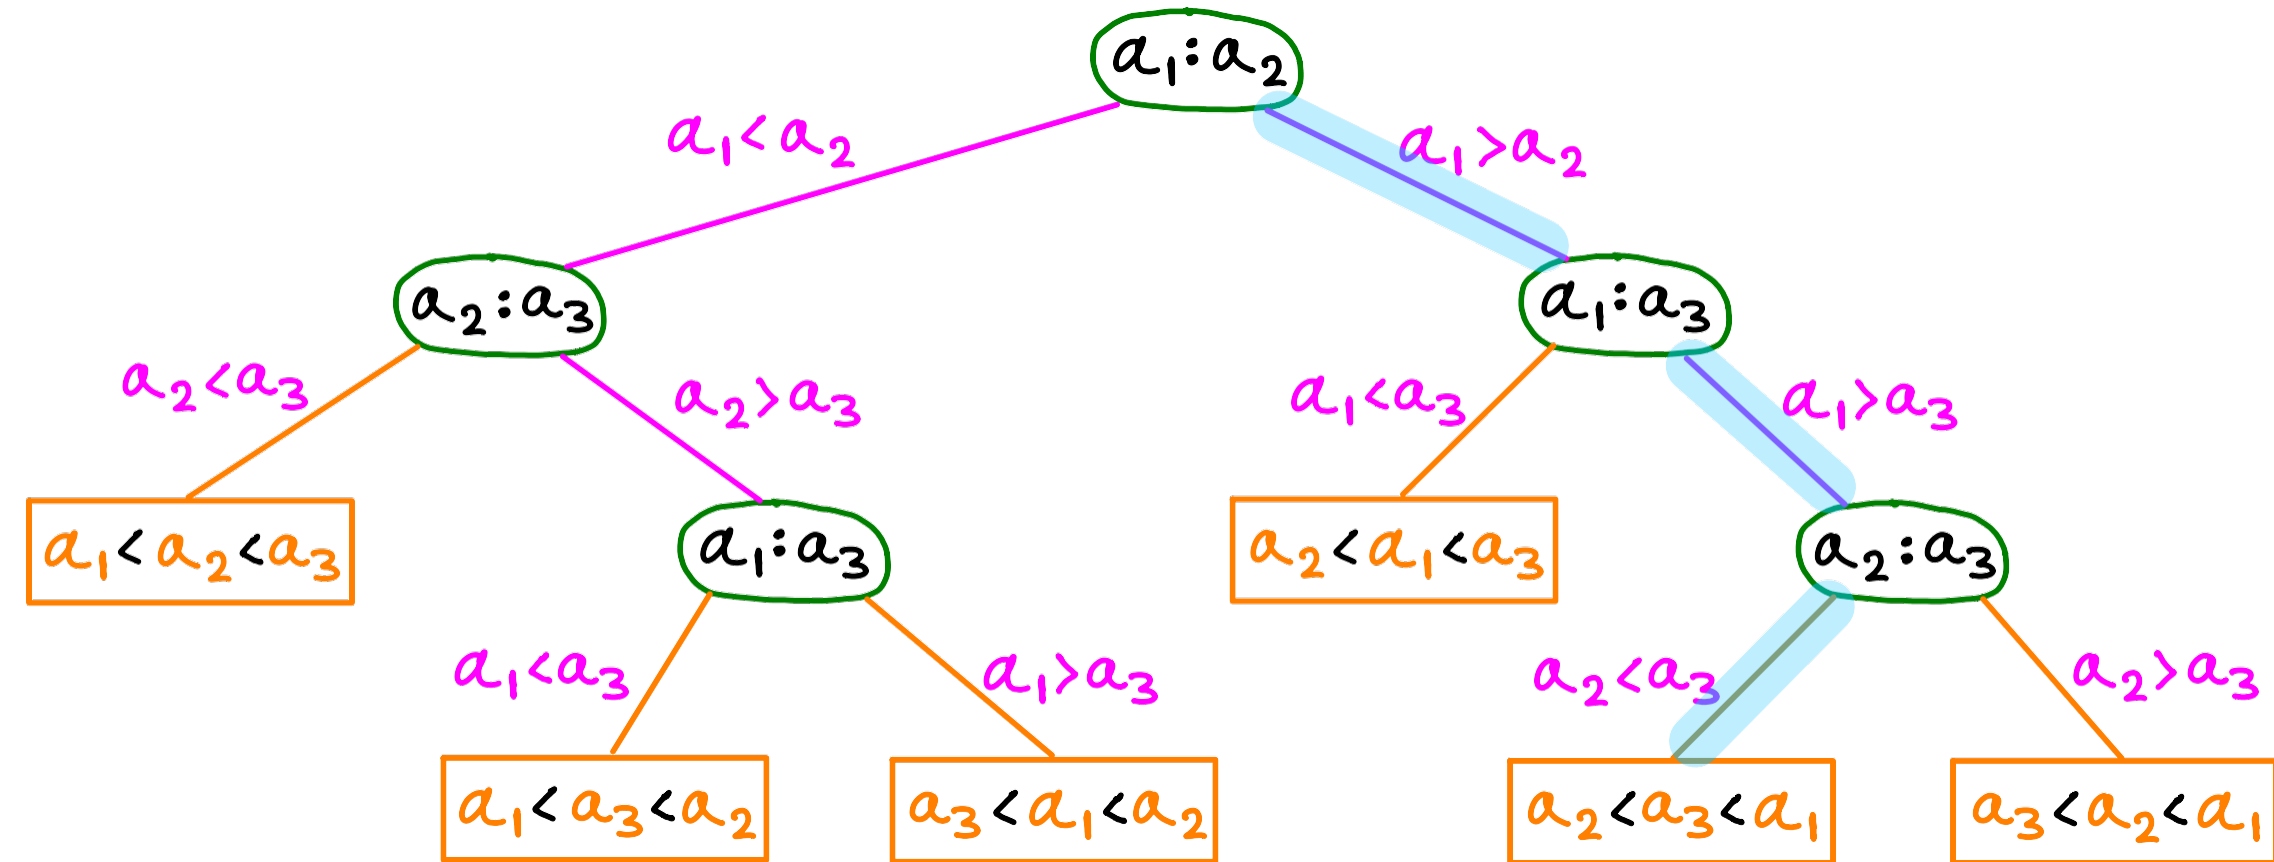 a₁:a₂
a₁<a₂
a₁>a₂
a₂:a₃
a₁:a₃
a₂<a₃
a₂>a₃
a₁<a₃
a₁>a₃
a₁<a₂<a₃
a₁:a₃
a₂<a₁<a₃
a₂:a₃
a₁<a₃
a₁>a₃
a₂<a₃
a₂>a₃
a₁<a₃<a₂
a₃<a₁<a₂
a₂<a₃<a₁
a₃<a₂<a₁